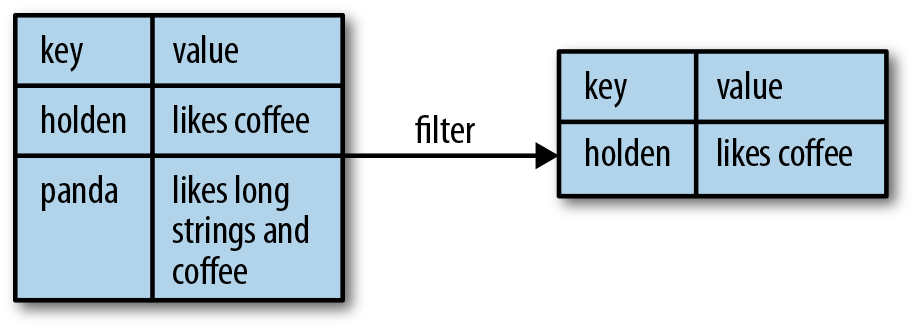 key value
holden likes coffee
panda likes long
strings and
coffee
filter
key value
holden likes coffee